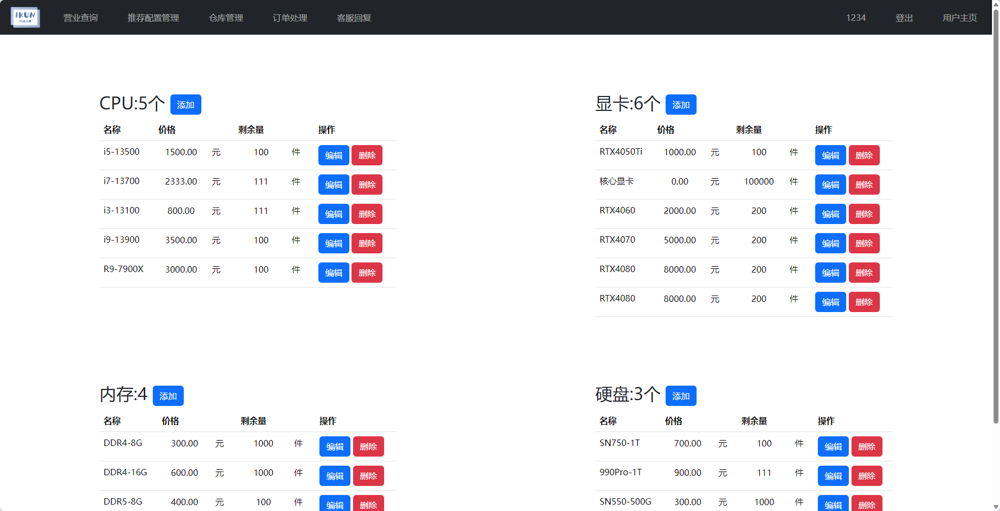 IKUN
营业查询 推荐配置管理 仓库管理 订单处理 客服回复 1234 登出 用户主页
CPU:5个 添加
名称 价格 剩余量 操作
i5-13500 1500.00 元 100 件 编辑 删除
i7-13700 2333.00 元 111 件 编辑 删除
i3-13100 800.00 元 111 件 编辑 删除
i9-13900 3500.00 元 100 件 编辑 删除
R9-7900X 3000.00 元 100 件 编辑 删除
显卡:6个 添加
名称 价格 剩余量 操作
RTX4050Ti 1000.00 元 100 件 编辑 删除
核心显卡 0.00 元 100000 件 编辑 删除
RTX4060 2000.00 元 200 件 编辑 删除
RTX4070 5000.00 元 200 件 编辑 删除
RTX4080 8000.00 元 200 件 编辑 删除
RTX4080 8000.00 元 200 件 编辑 删除
内存:4 添加
名称 价格 剩余量 操作
DDR4-8G 300.00 元 1000 件 编辑 删除
DDR4-16G 600.00 元 1000 件 编辑 删除
DDR5-8G 400.00 元 100 件 编辑 删除
硬盘:3个 添加
名称 价格 剩余量 操作
SN750-1T 700.00 元 100 件 编辑 删除
990Pro-1T 900.00 元 111 件 编辑 删除
SN550-500G 300.00 元 1000 件 编辑 删除